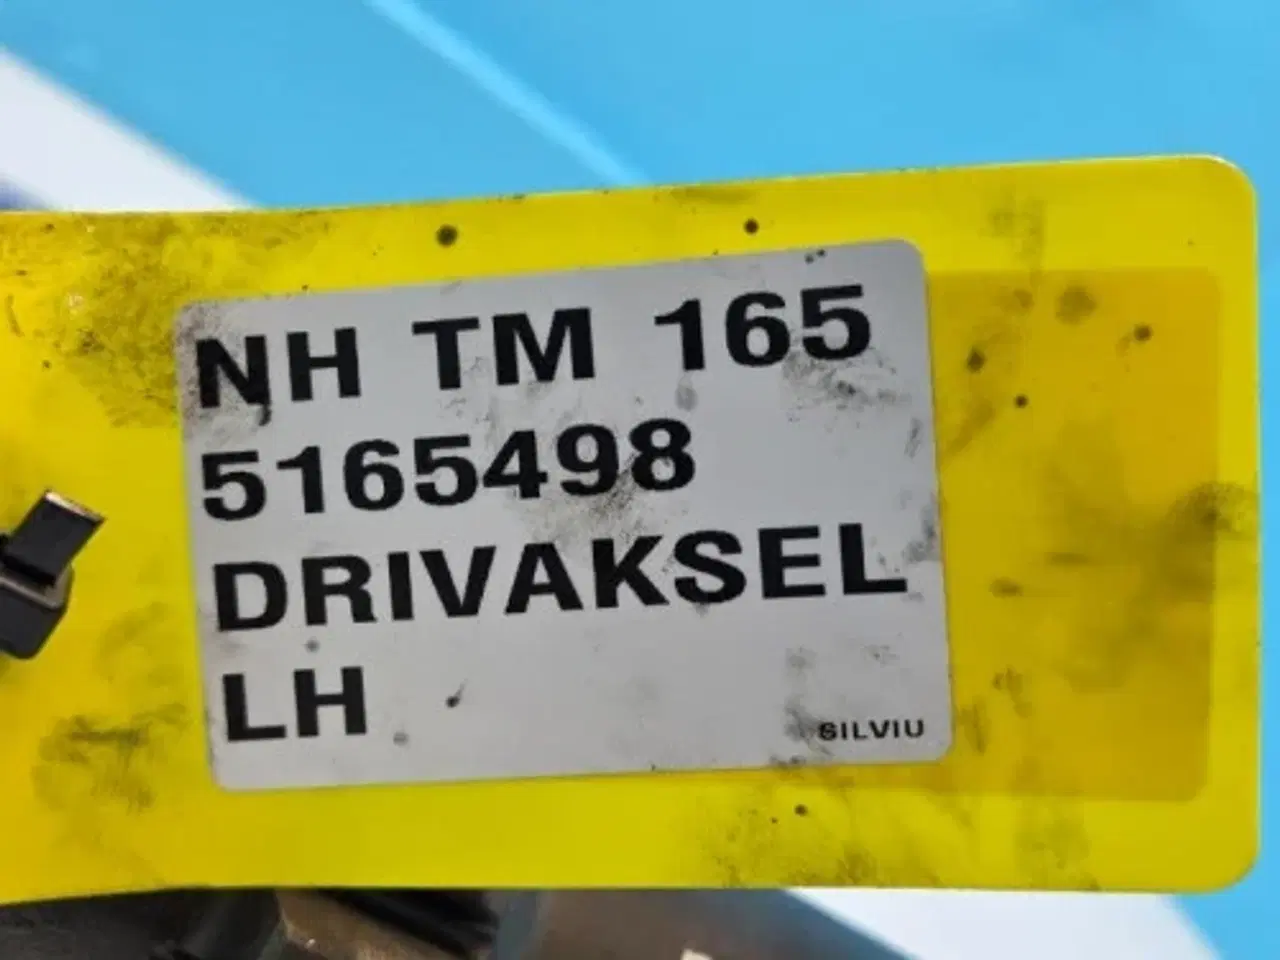 NH TM 165
5165498
DRIVAKSEL
LH
SILVIU